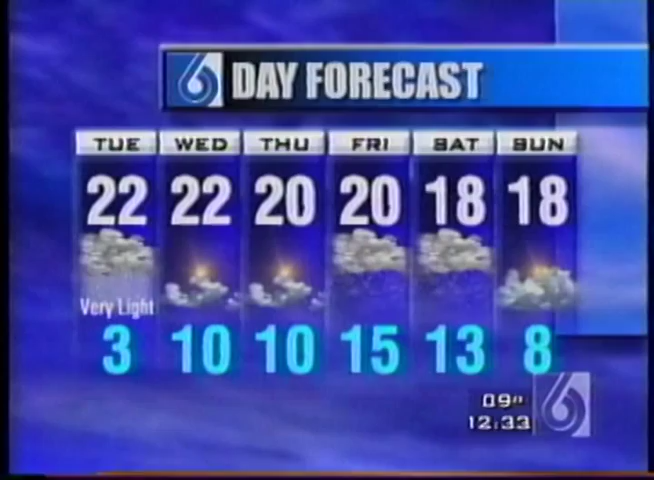 6 DAY FORECAST
TUE WED THU FRI SAT SUN
22 22 20 20 18 18
Very Light
3 10 10 15 13 8
09º
12:33 6